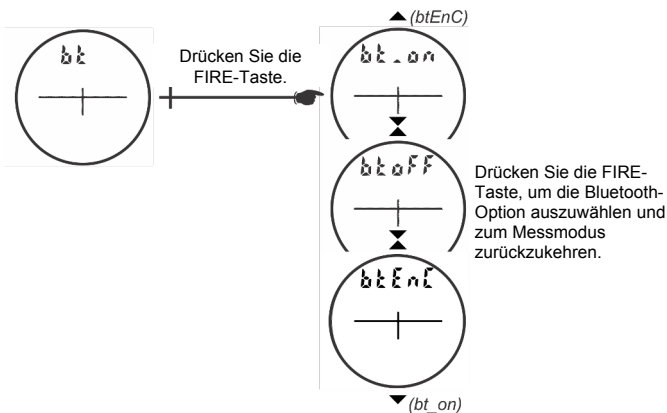 (btEnC)
bt
Drücken Sie die
FIRE-Taste.
bt_on
btoFF
Drücken Sie die FIRE-
Taste, um die Bluetooth-
Option auszuwählen und
zum Messmodus
zurückzukehren.
btEnC
(bt_on)